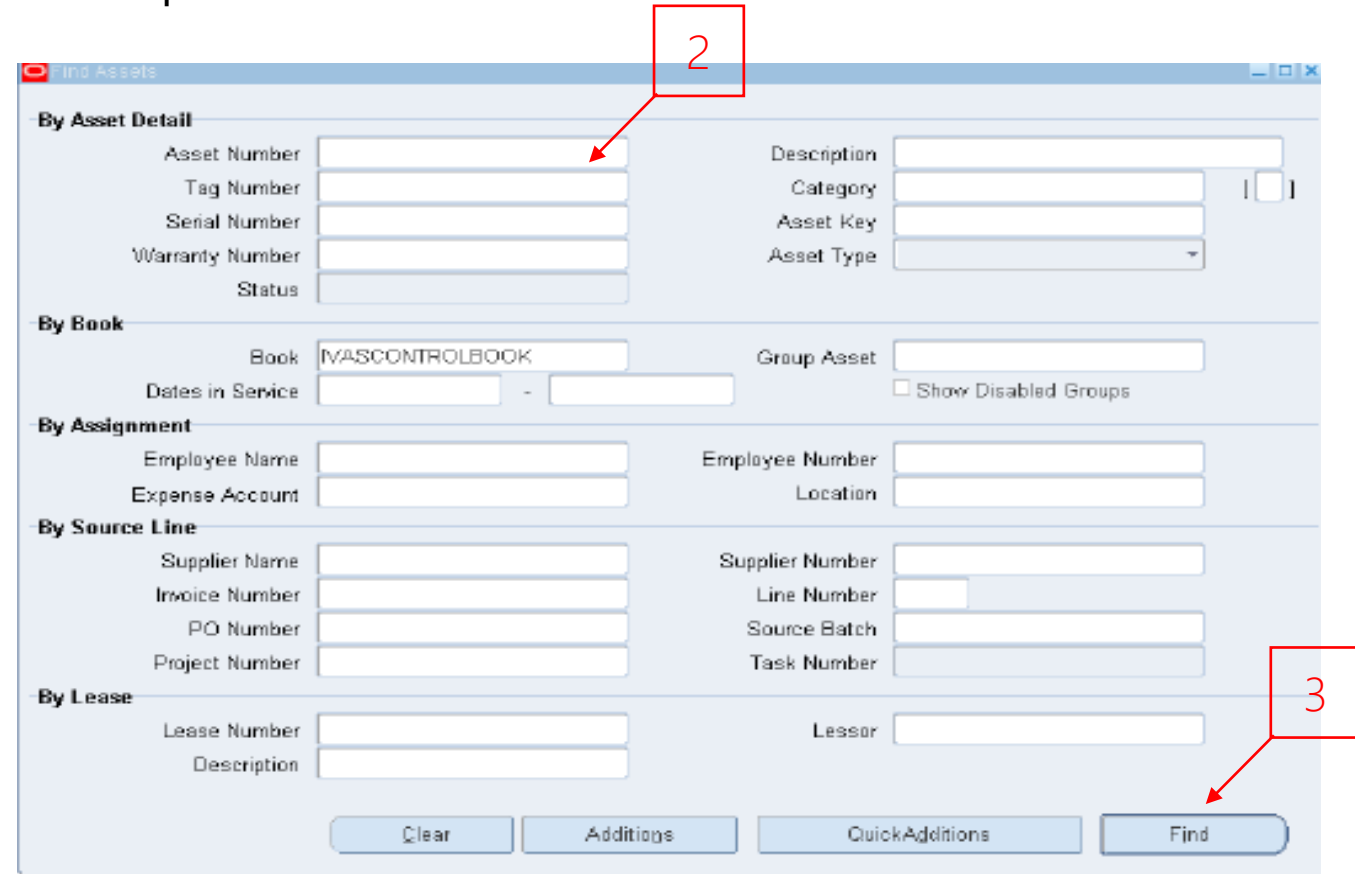 2
Find Assets
By Asset Detail
Asset Number Description
Tag Number Category [ ]
Serial Number Asset Key
Warranty Number Asset Type
Status
By Book
Book IVASCONTROLBOOK Group Asset
Dates in Service - Show Disabled Groups
By Assignment
Employee Name Employee Number
Expense Account Location
By Source Line
Supplier Name Supplier Number
Invoice Number Line Number
PO Number Source Batch
Project Number Task Number
3
By Lease
Lease Number Lessor
Description
Clear Additions QuickAdditions Find